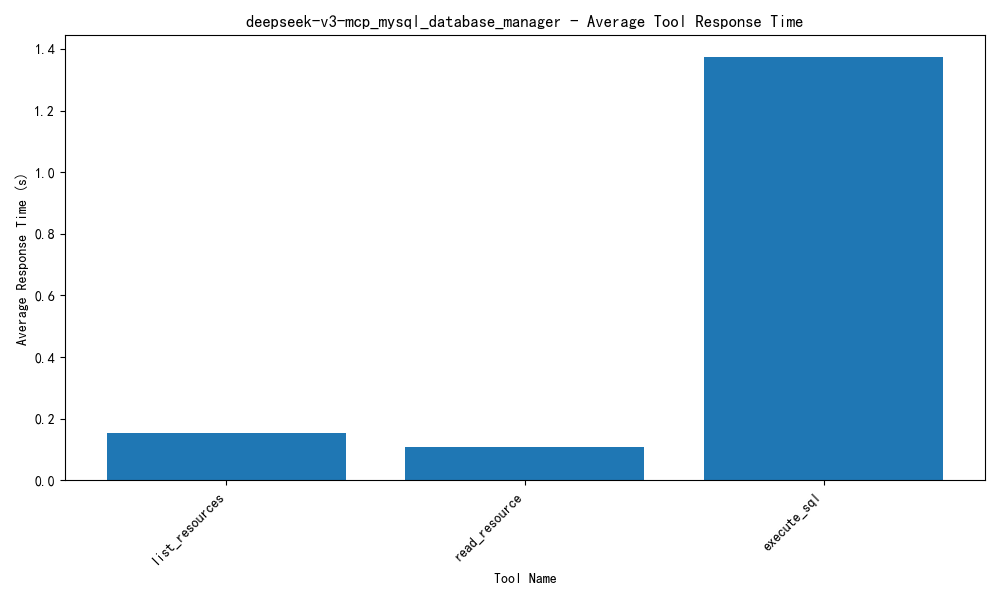 deepseek-v3-mcp_mysql_database_manager - Average Tool Response Time
Average Response Time (s)
1.4
1.2
1.0
0.8
0.6
0.4
0.2
0.0
list_resources
read_resource
execute_sql
Tool Name